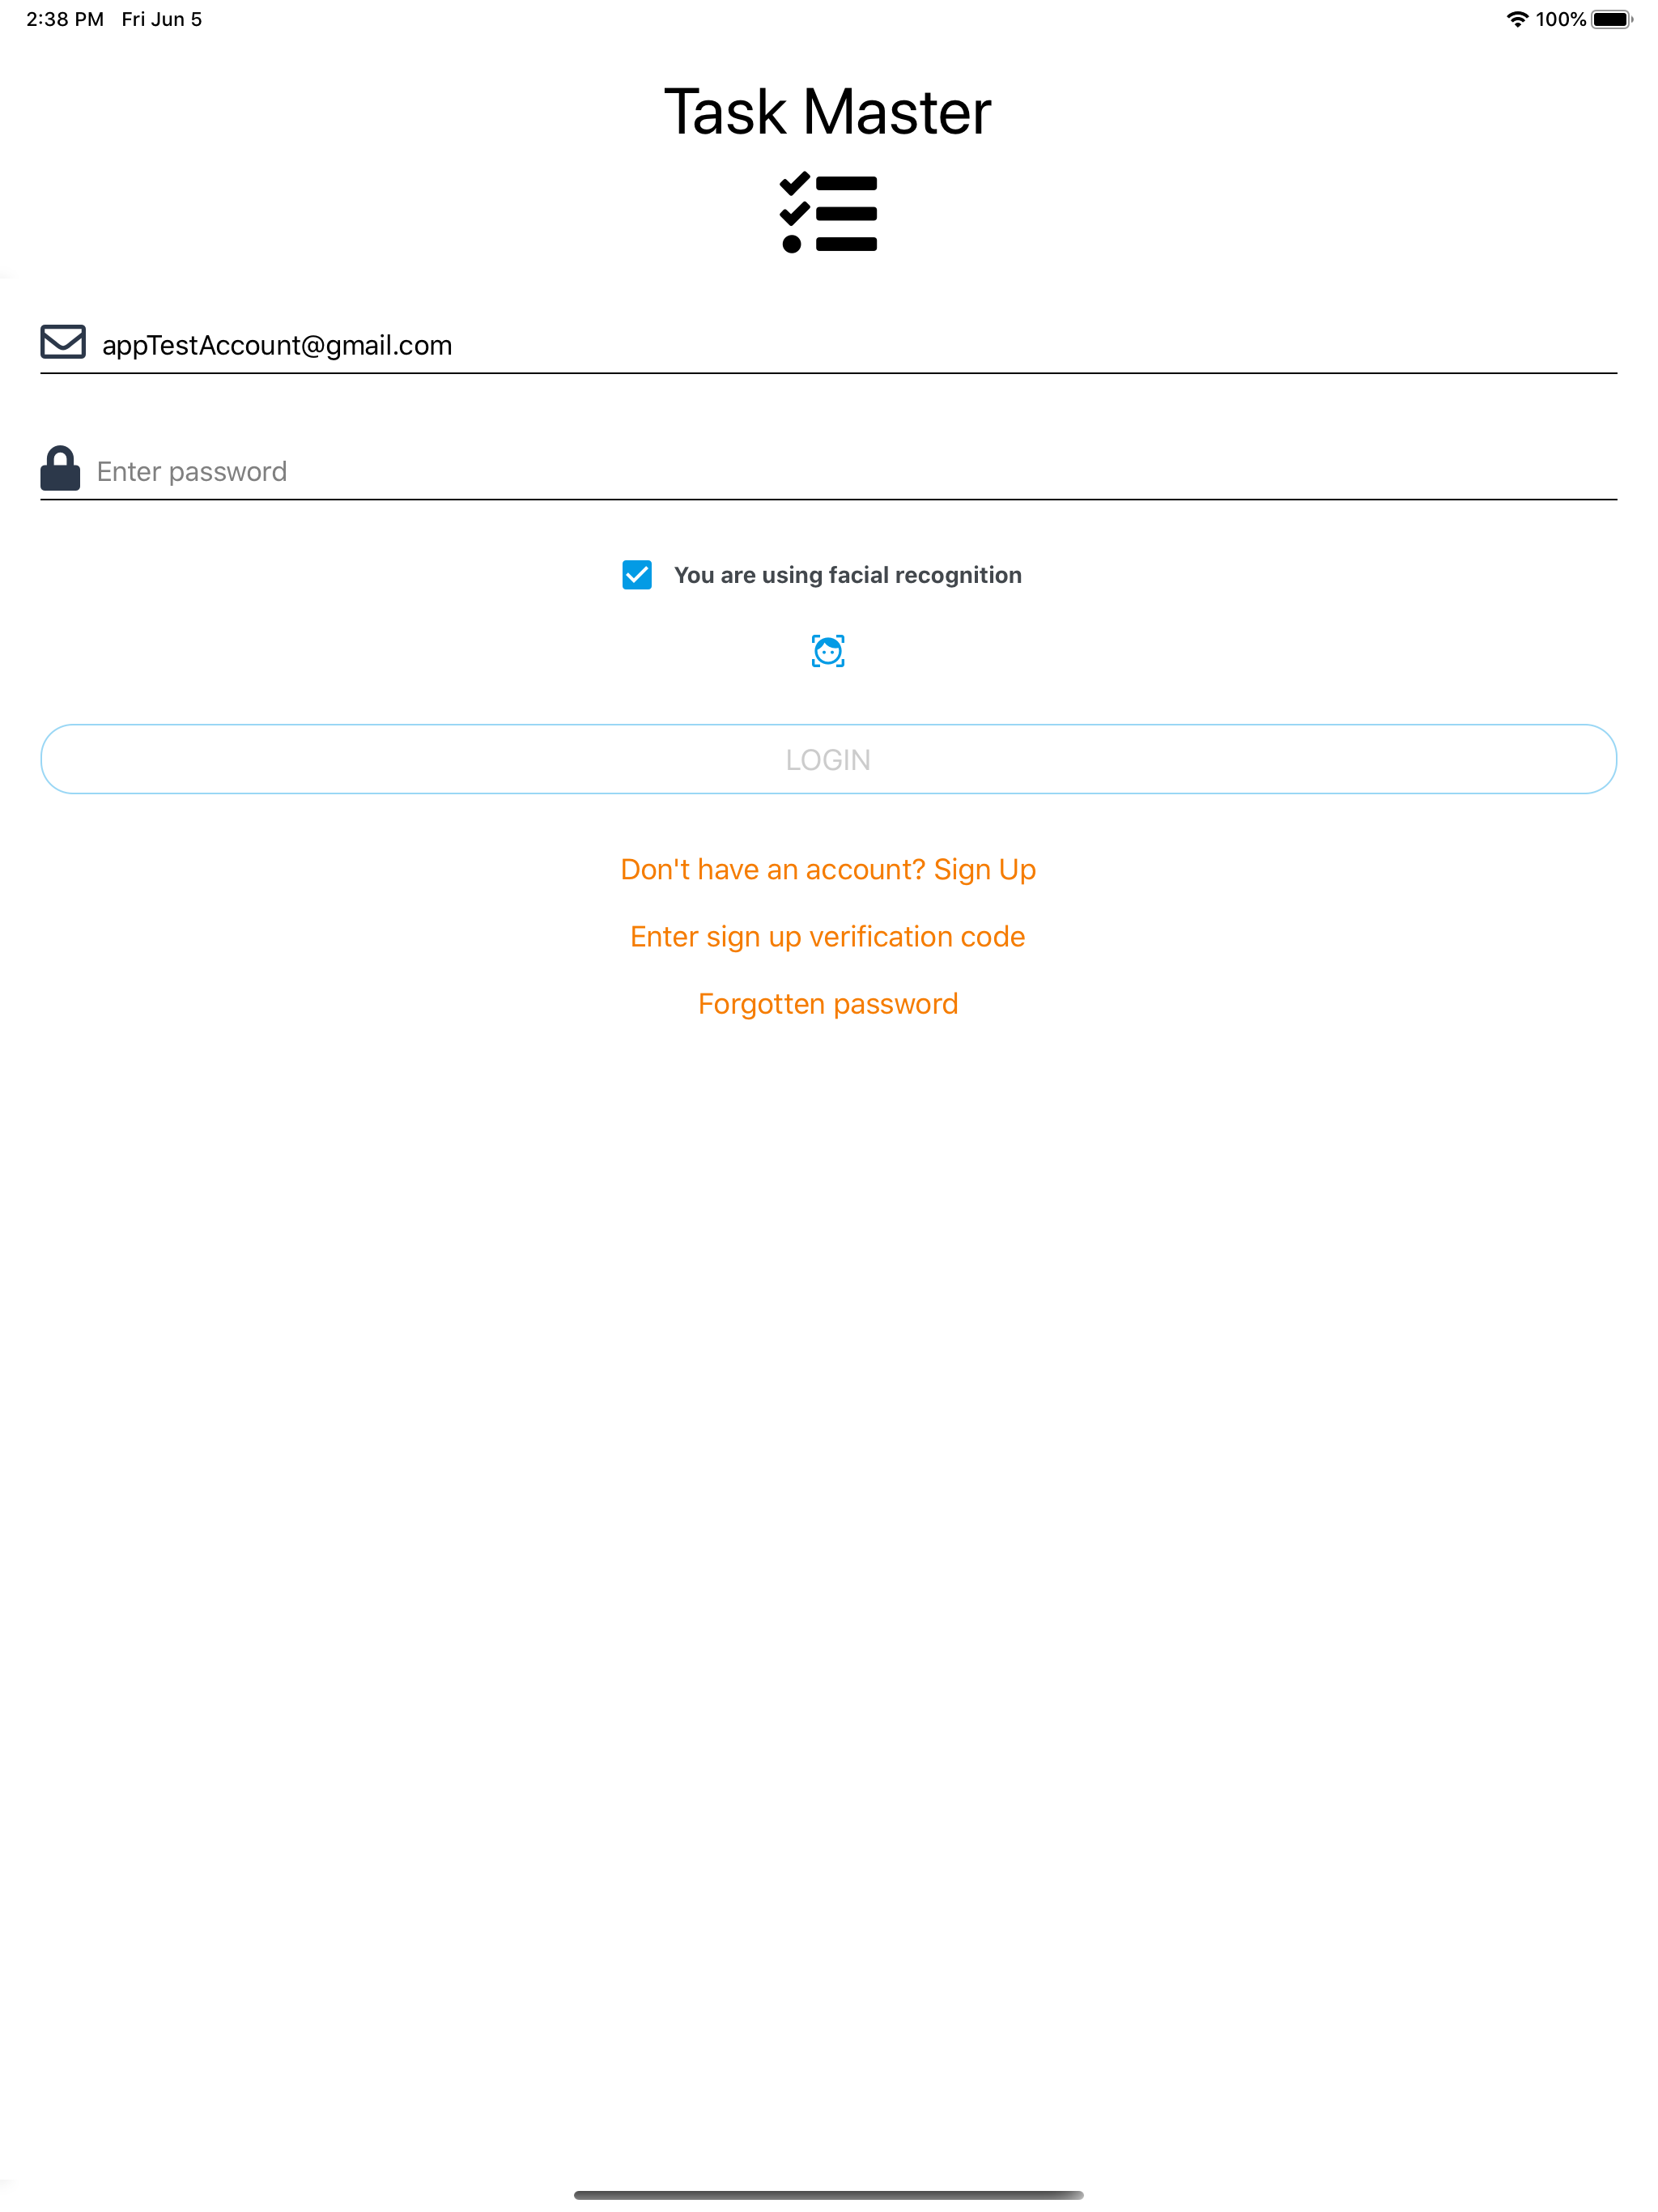 2:38 PM Fri Jun 5 100%
Task Master
appTestAccount@gmail.com
Enter password
You are using facial recognition
LOGIN
Don't have an account? Sign Up
Enter sign up verification code
Forgotten password